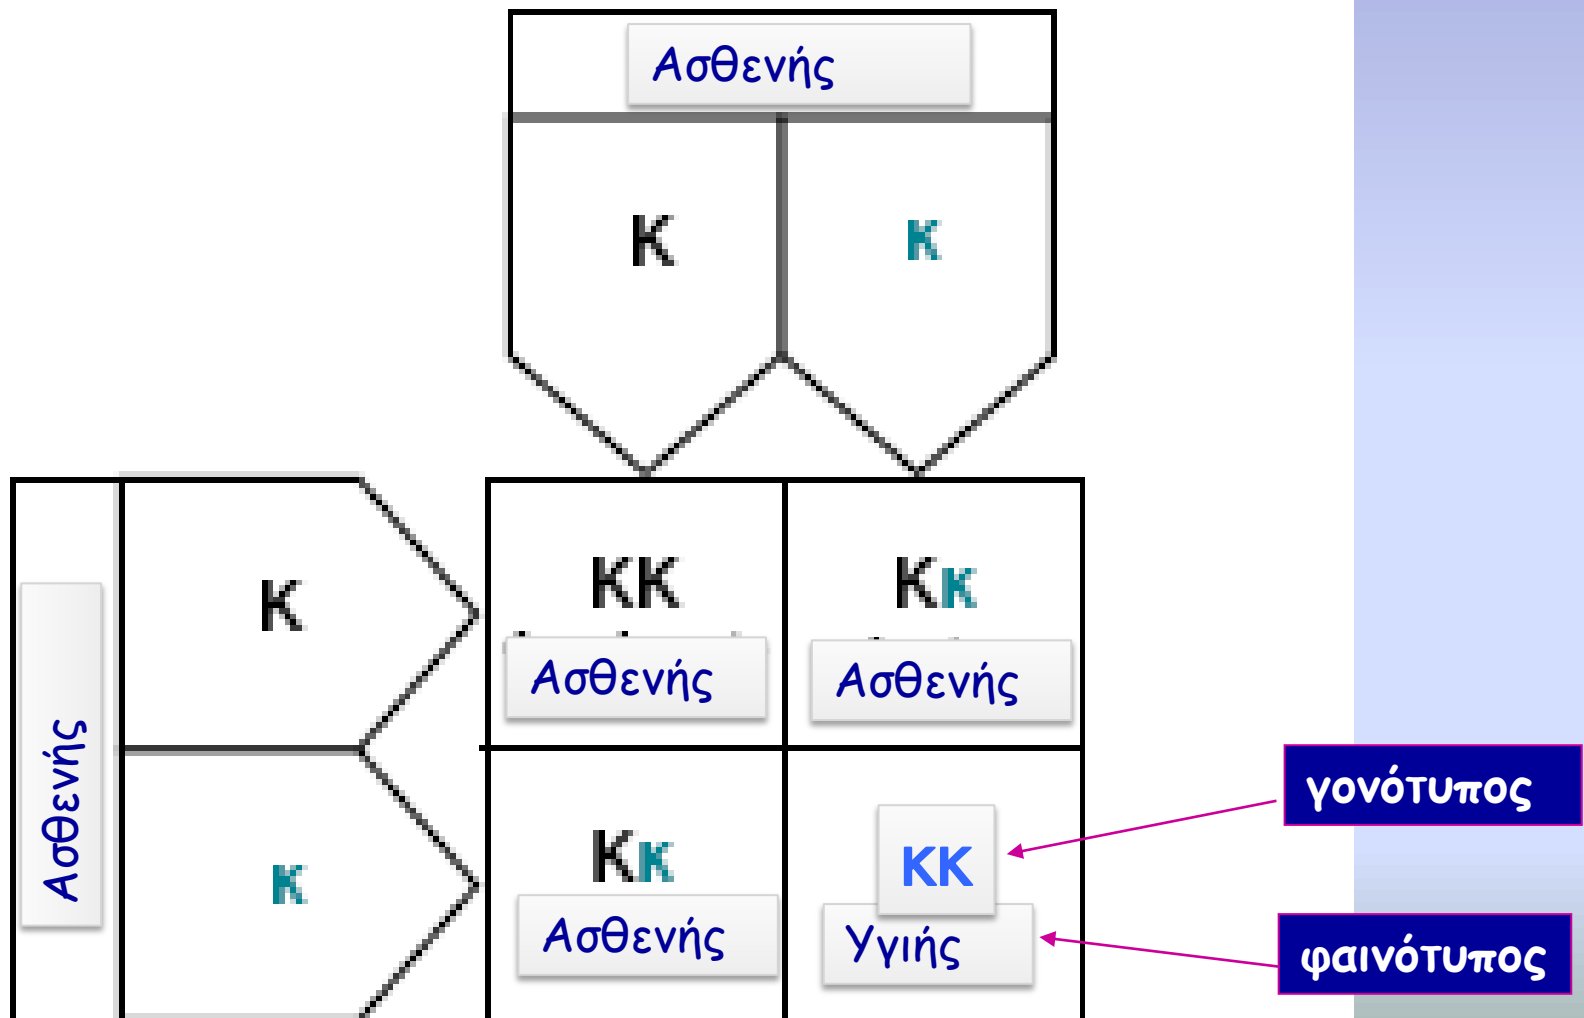 Ασθενής
Κ κ
Κ
ΚΚ Κκ
Ασθενής Ασθενής
Ασθενής
κ
Κκ κκ
Ασθενής Υγιής
γονότυπος
φαινότυπος